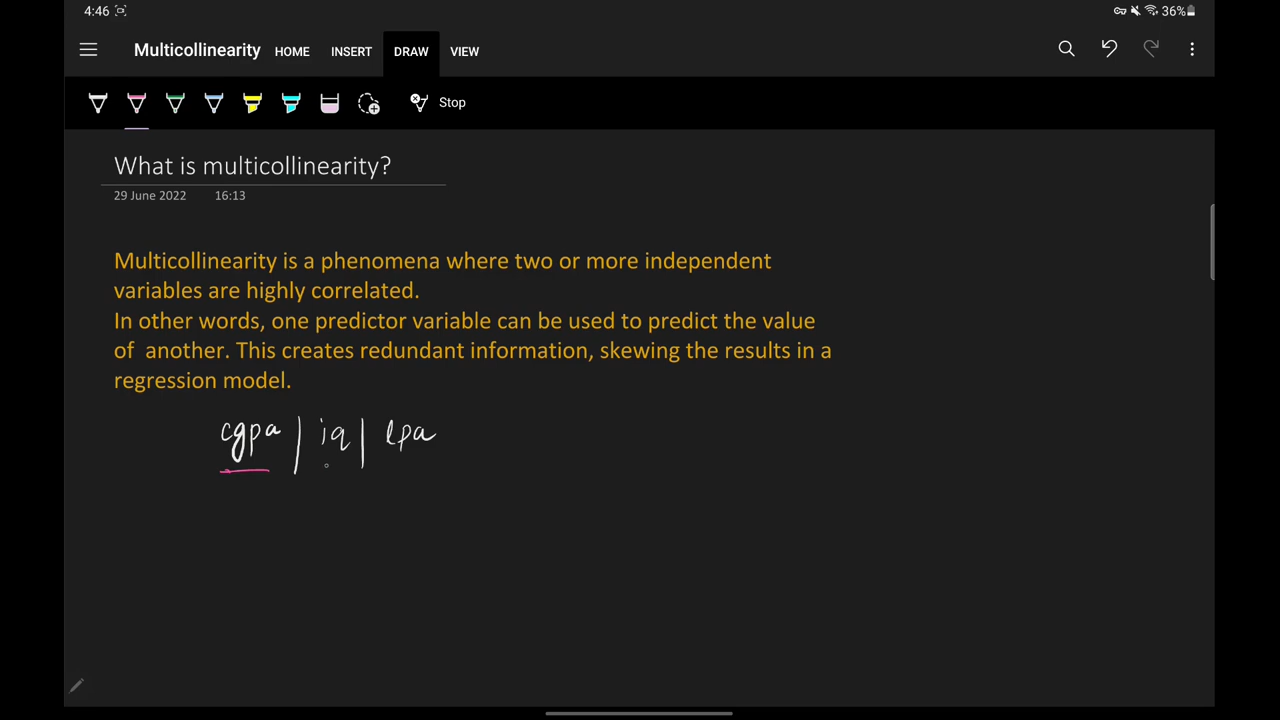 4:46 36%
Multicollinearity HOME INSERT DRAW VIEW
Stop
What is multicollinearity?
29 June 2022 16:13
Multicollinearity is a phenomena where two or more independent
variables are highly correlated.
In other words, one predictor variable can be used to predict the value
of another. This creates redundant information, skewing the results in a
regression model.
cgpa | iq | lpa